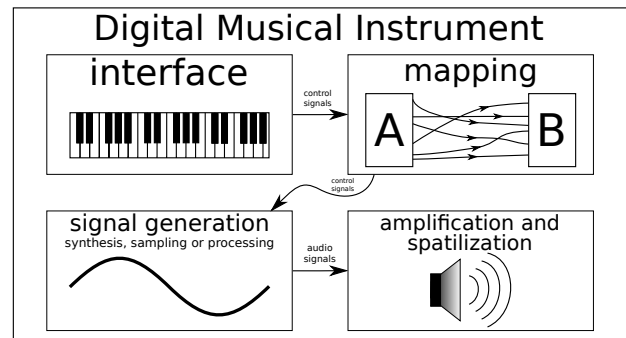 Digital Musical Instrument
interface
control
signals
mapping
A
B
control
signals
signal generation
synthesis, sampling or processing
audio
signals
amplification and
spatilization